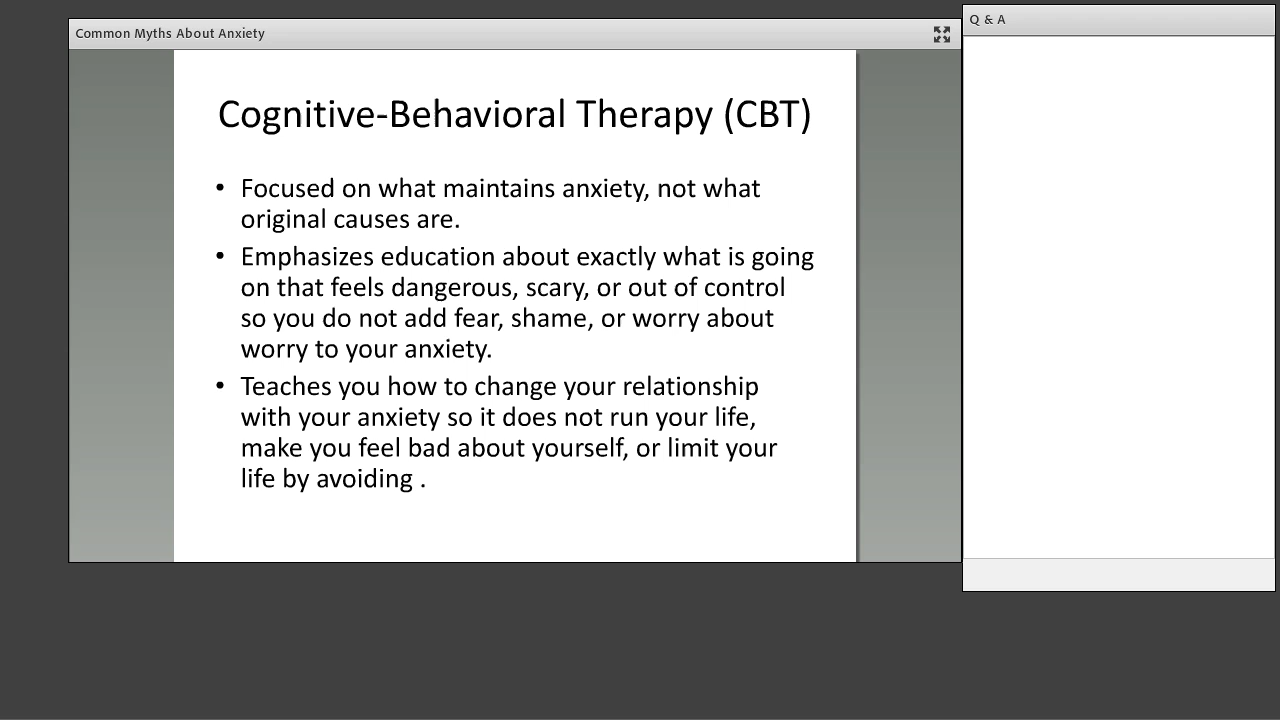 Common Myths About Anxiety
Q & A
Cognitive-Behavioral Therapy (CBT)
• Focused on what maintains anxiety, not what
original causes are.
• Emphasizes education about exactly what is going
on that feels dangerous, scary, or out of control
so you do not add fear, shame, or worry about
worry to your anxiety.
• Teaches you how to change your relationship
with your anxiety so it does not run your life,
make you feel bad about yourself, or limit your
life by avoiding .